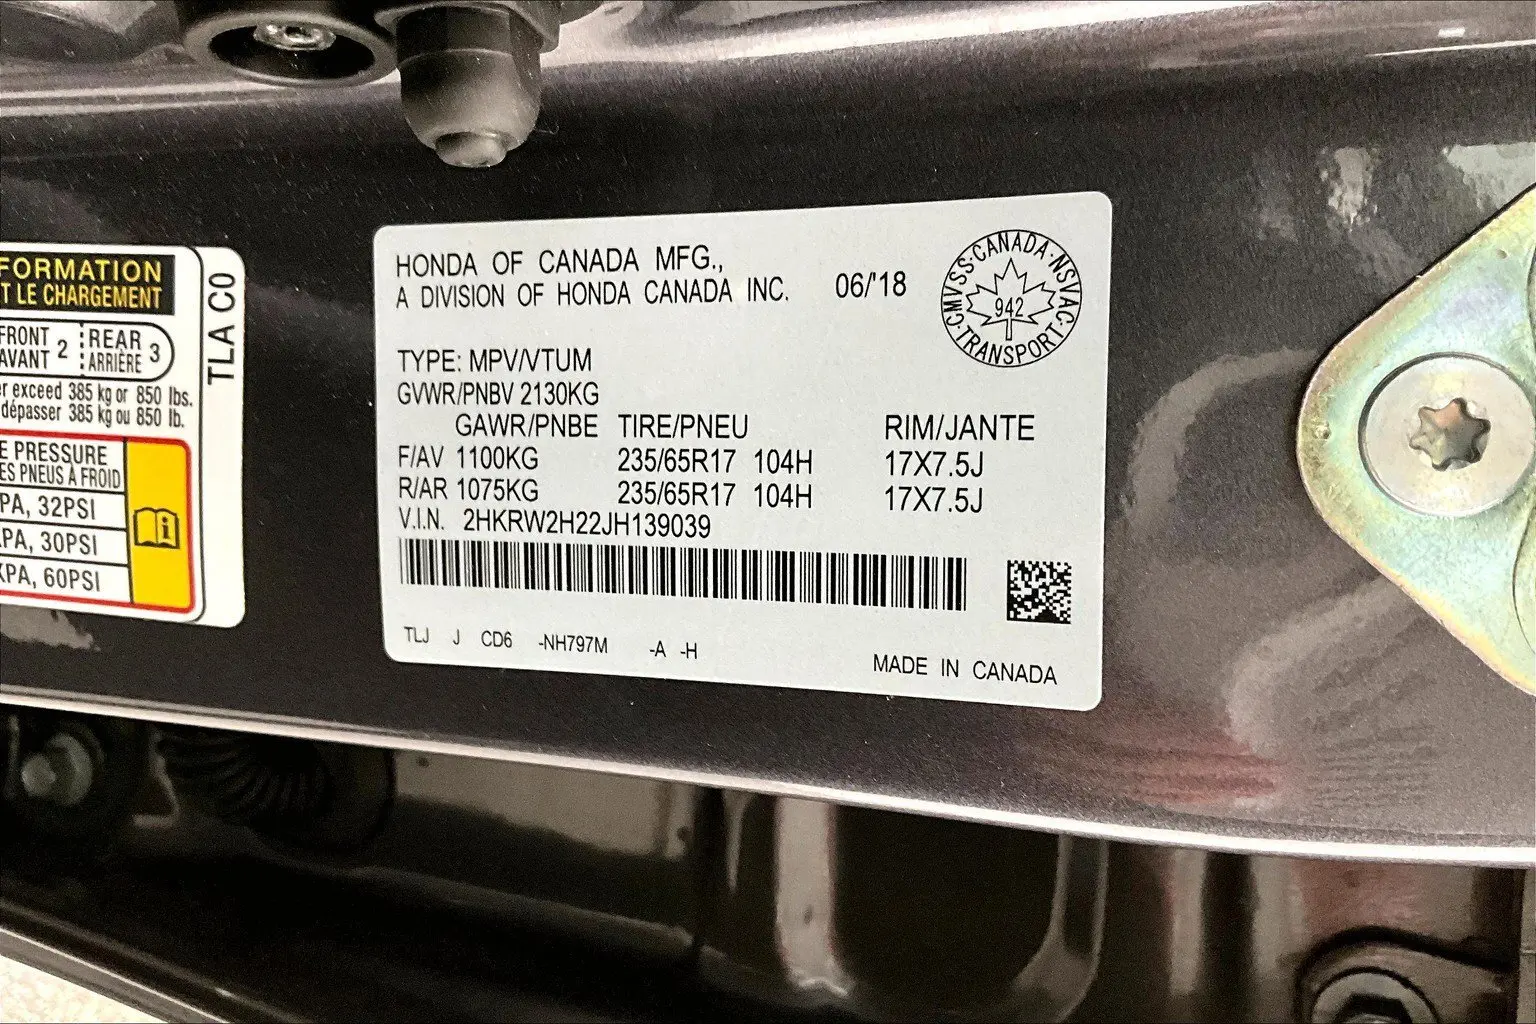 FORMATION
T LE CHARGEMENT
FRONT
AVANT 2
REAR
ARRIÈRE 3
exceed 385 kg or 850 lbs.
dépasser 385 kg ou 850 lb.
E PRESSURE
ES PNEUS À FROID
PA, 32PSI
PA, 30PSI
KPA, 60PSI
TLA C0
HONDA OF CANADA MFG.,
A DIVISION OF HONDA CANADA INC. 06/'18
CANADA · NSVAC · TRANSPORT · CMVSS ·
942
TYPE: MPV/VTUM
GVWR/PNBV 2130KG
GAWR/PNBE TIRE/PNEU RIM/JANTE
F/AV 1100KG 235/65R17 104H 17X7.5J
R/AR 1075KG 235/65R17 104H 17X7.5J
V.I.N. 2HKRW2H22JH139039
TLJ J CD6 -NH797M -A -H
MADE IN CANADA